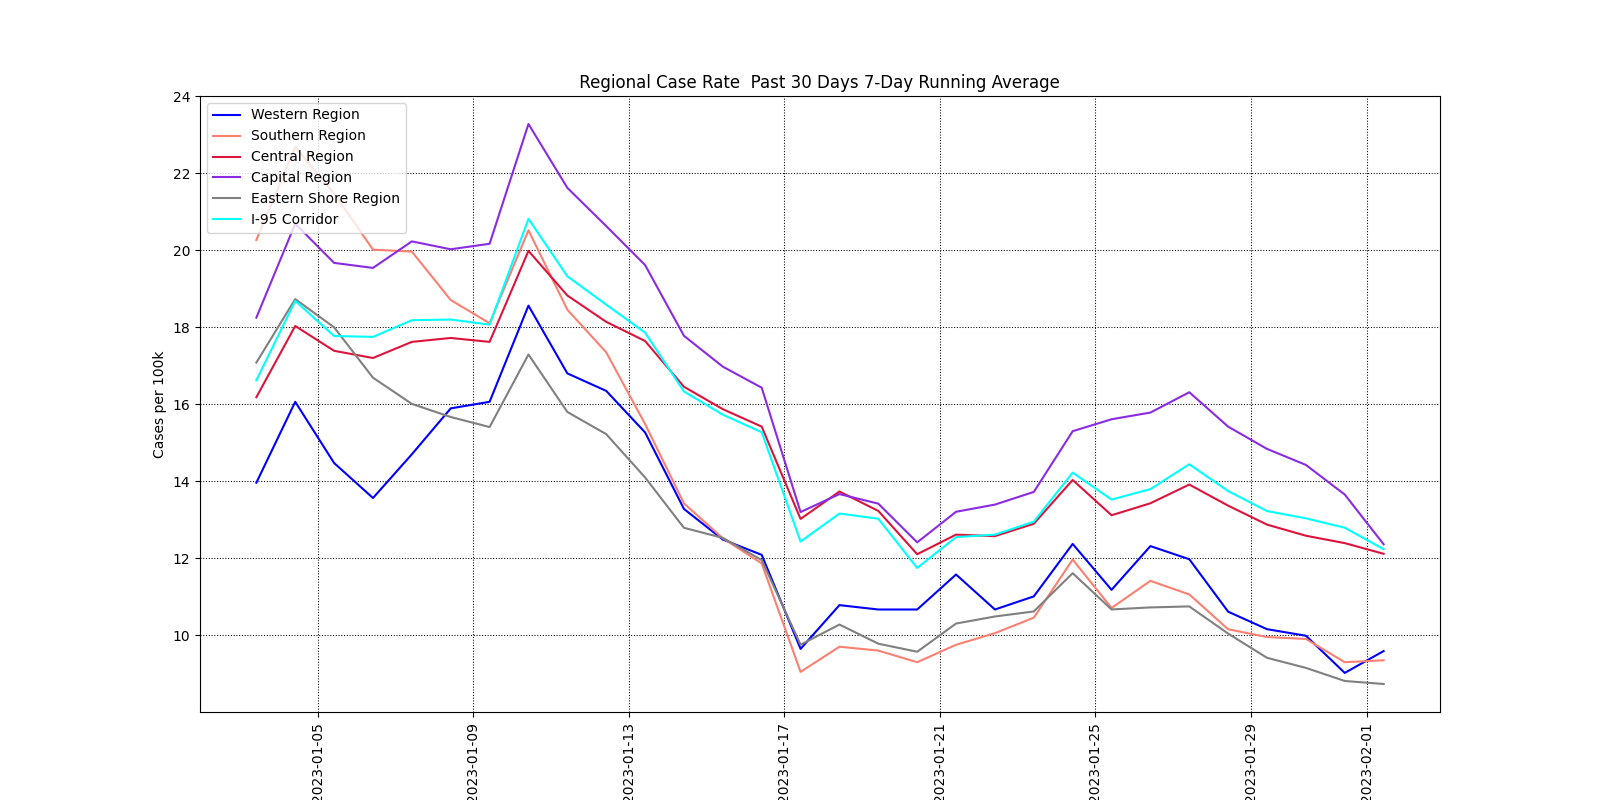 Regional Case Rate  Past 30 Days 7-Day Running Average
Cases per 100k
24
22
20
18
16
14
12
10
Western Region
Southern Region
Central Region
Capital Region
Eastern Shore Region
I-95 Corridor
2023-01-05
2023-01-09
2023-01-13
2023-01-17
2023-01-21
2023-01-25
2023-01-29
2023-02-01